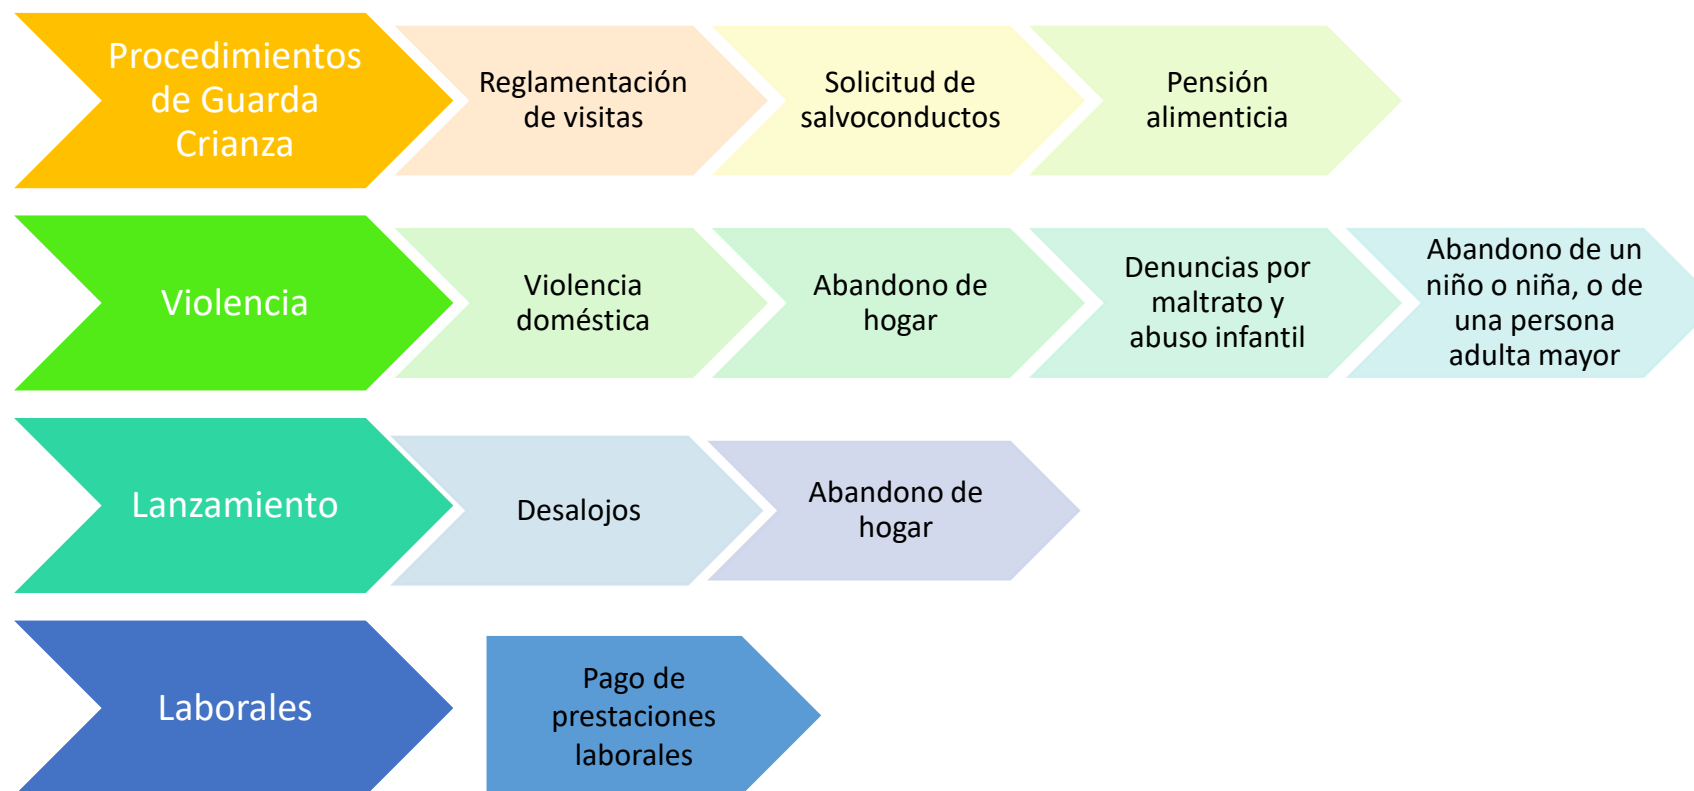 Procedimientos
de Guarda
Crianza
Reglamentación
de visitas
Solicitud de
salvoconductos
Pensión
alimenticia
Violencia
Violencia
doméstica
Abandono de
hogar
Denuncias por
maltrato y
abuso infantil
Abandono de un
niño o niña, o de
una persona
adulta mayor
Lanzamiento
Desalojos
Abandono de
hogar
Laborales
Pago de
prestaciones
laborales